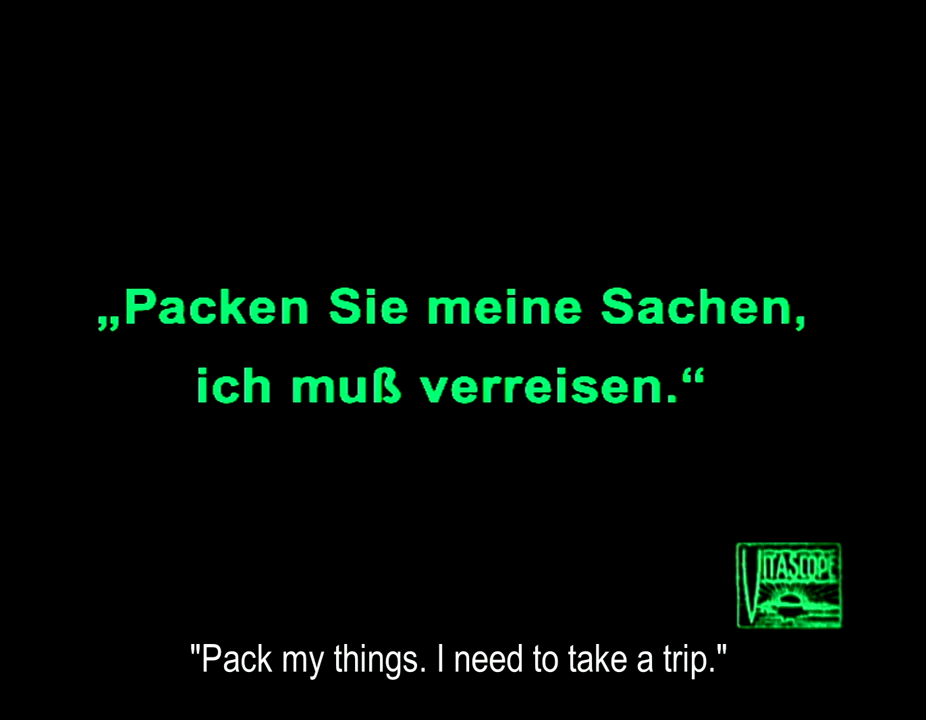 „Packen Sie meine Sachen,
ich muß verreisen.“
VITASCOPE
"Pack my things. I need to take a trip."